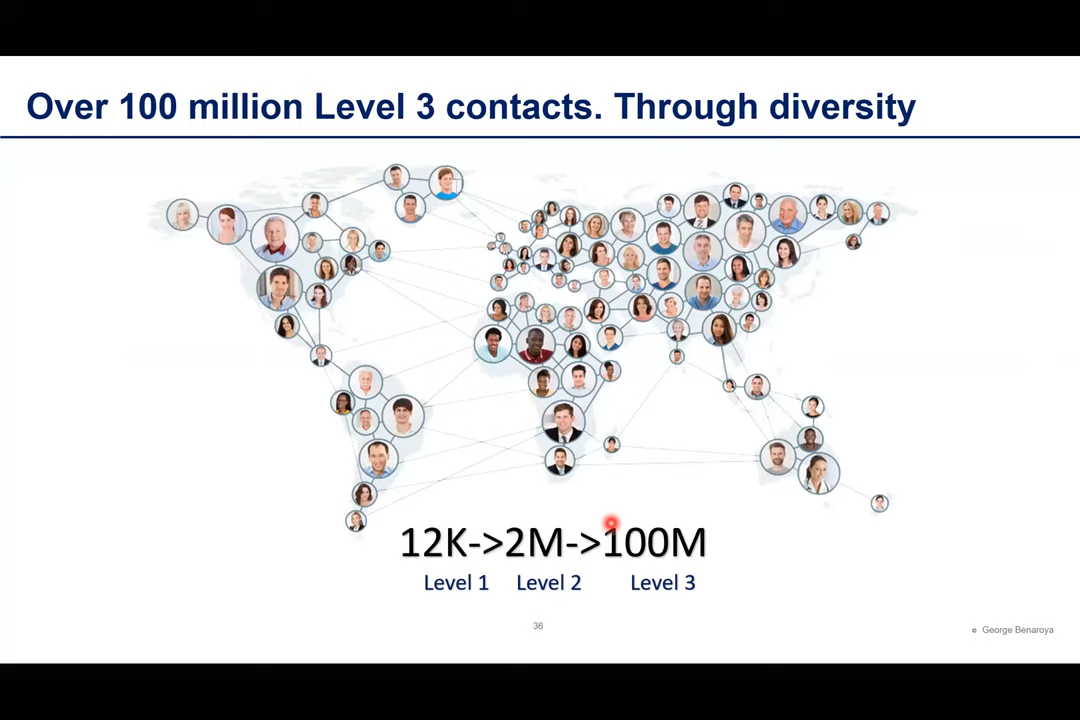 Over 100 million Level 3 contacts. Through diversity
12K->2M->100M
Level 1 Level 2 Level 3
36
© George Benaroya